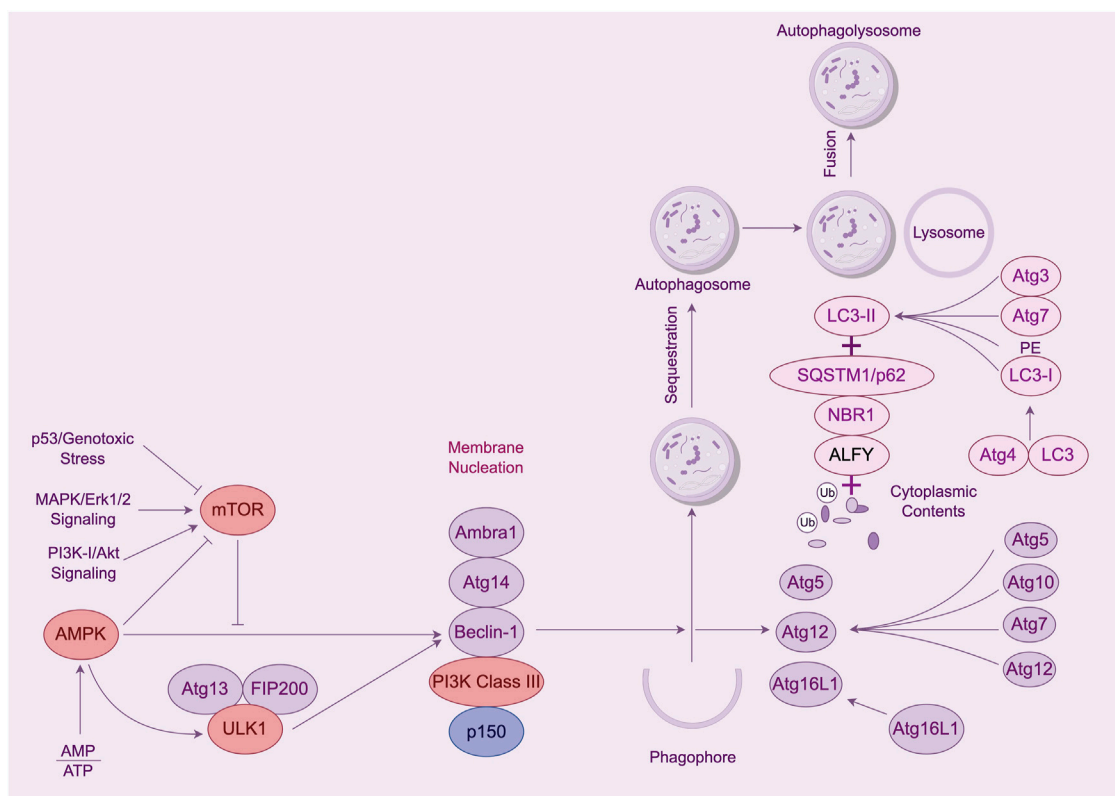 Autophagolysosome
Fusion
Lysosome
Autophagosome
Sequestration
Atg3
Atg7
PE
LC3-I
LC3-II
SQSTM1/p62
NBR1
ALFY
Atg4
LC3
Ub
Ub
Cytoplasmic
Contents
p53/Genotoxic
Stress
MAPK/Erk1/2
Signaling
PI3K-I/Akt
Signaling
mTOR
AMPK
AMP
ATP
Atg13
FIP200
ULK1
Membrane
Nucleation
Ambra1
Atg14
Beclin-1
PI3K Class III
p150
Phagophore
Atg5
Atg12
Atg16L1
Atg5
Atg10
Atg7
Atg12
Atg16L1